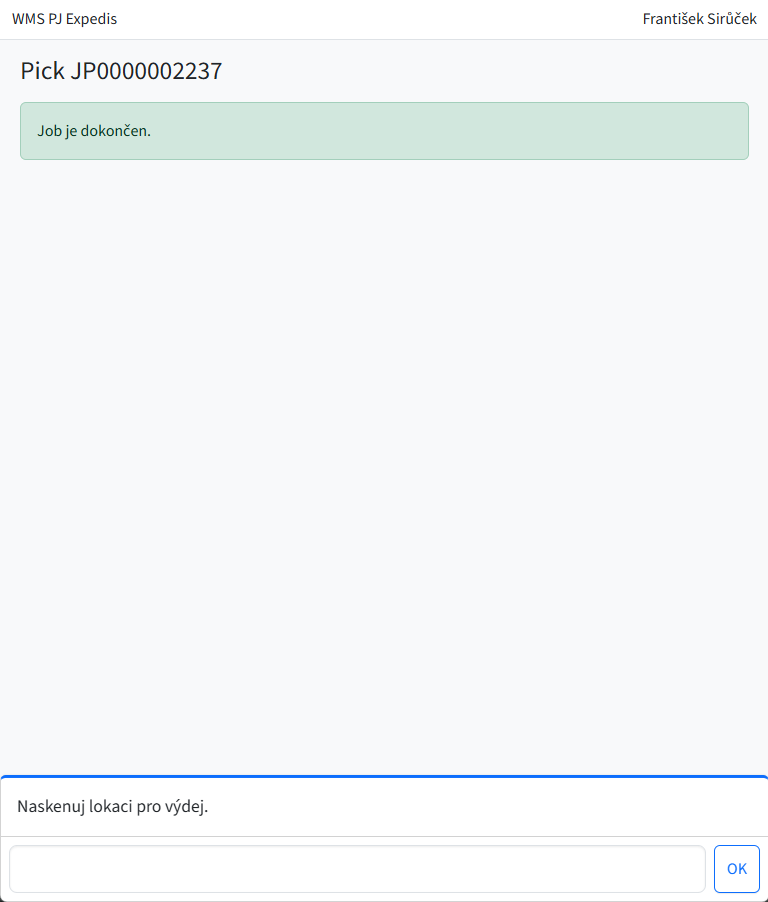 WMS PJ Expedis
František Sirůček
Pick JP0000002237
Job je dokončen.
Naskenuj lokaci pro výdej.
OK